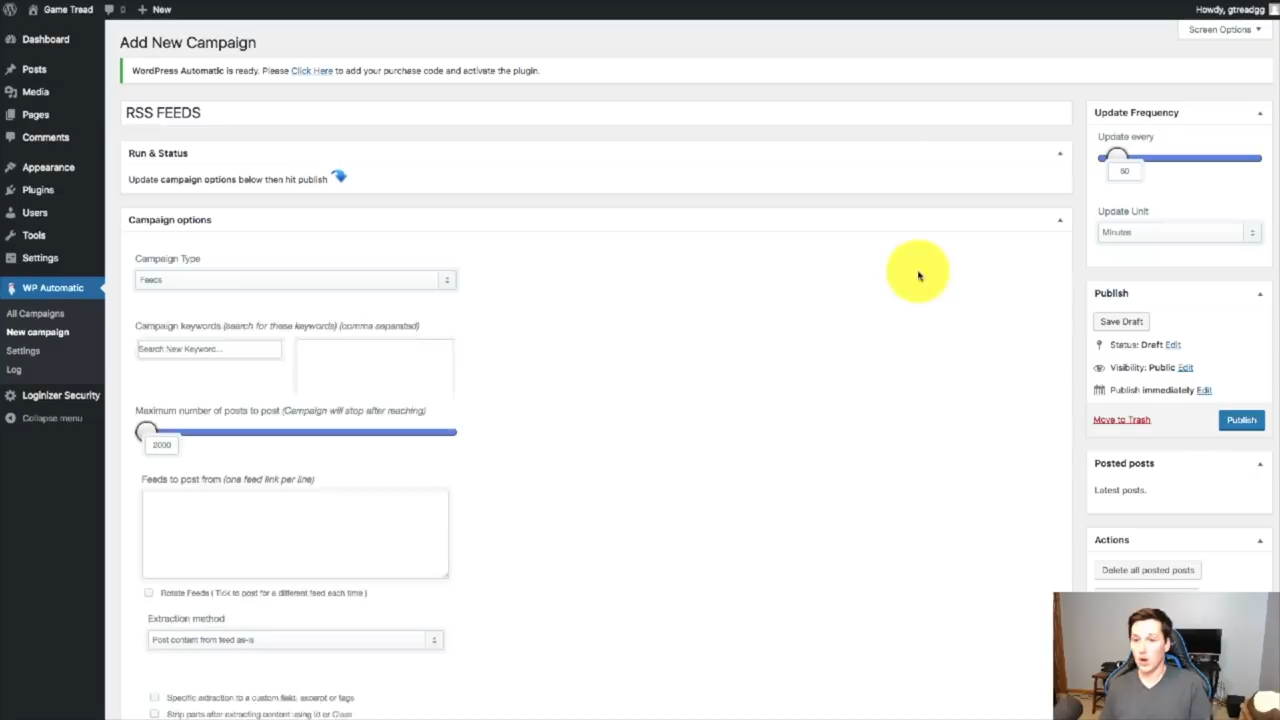 Game Tread 0 + New Howdy, gtreadgg
Screen Options
Dashboard
Posts
Media
Pages
Comments
Appearance
Plugins
Users
Tools
Settings
WP Automatic
All Campaigns
New campaign
Settings
Log
Loginizer Security
Collapse menu
Add New Campaign
WordPress Automatic is ready. Please Click Here to add your purchase code and activate the plugin.
RSS FEEDS
Run & Status
Update campaign options below then hit publish
Campaign options
Campaign Type
Feeds
Campaign keywords (search for these keywords) (comma separated)
Search New Keyword...
Maximum number of posts to post (Campaign will stop after reaching)
2000
Feeds to post from (one feed link per line)
Rotate Feeds ( Tick to post for a different feed each time )
Extraction method
Post content from feed as-is
Specific extraction to a custom field, excerpt or tags
Strip parts after extracting content using id or Class
Update Frequency
Update every
60
Update Unit
Minutes
Publish
Save Draft
Status: Draft Edit
Visibility: Public Edit
Publish immediately Edit
Move to Trash
Publish
Posted posts
Latest posts.
Actions
Delete all posted posts